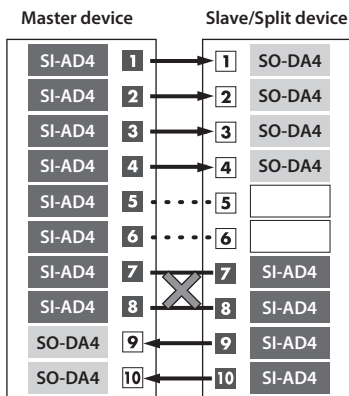 Master device Slave/Split device
SI-AD4 1 1 SO-DA4
SI-AD4 2 2 SO-DA4
SI-AD4 3 3 SO-DA4
SI-AD4 4 4 SO-DA4
SI-AD4 5 5
SI-AD4 6 6
SI-AD4 7 7 SI-AD4
SI-AD4 8 8 SI-AD4
SO-DA4 9 9 SI-AD4
SO-DA4 10 10 SI-AD4